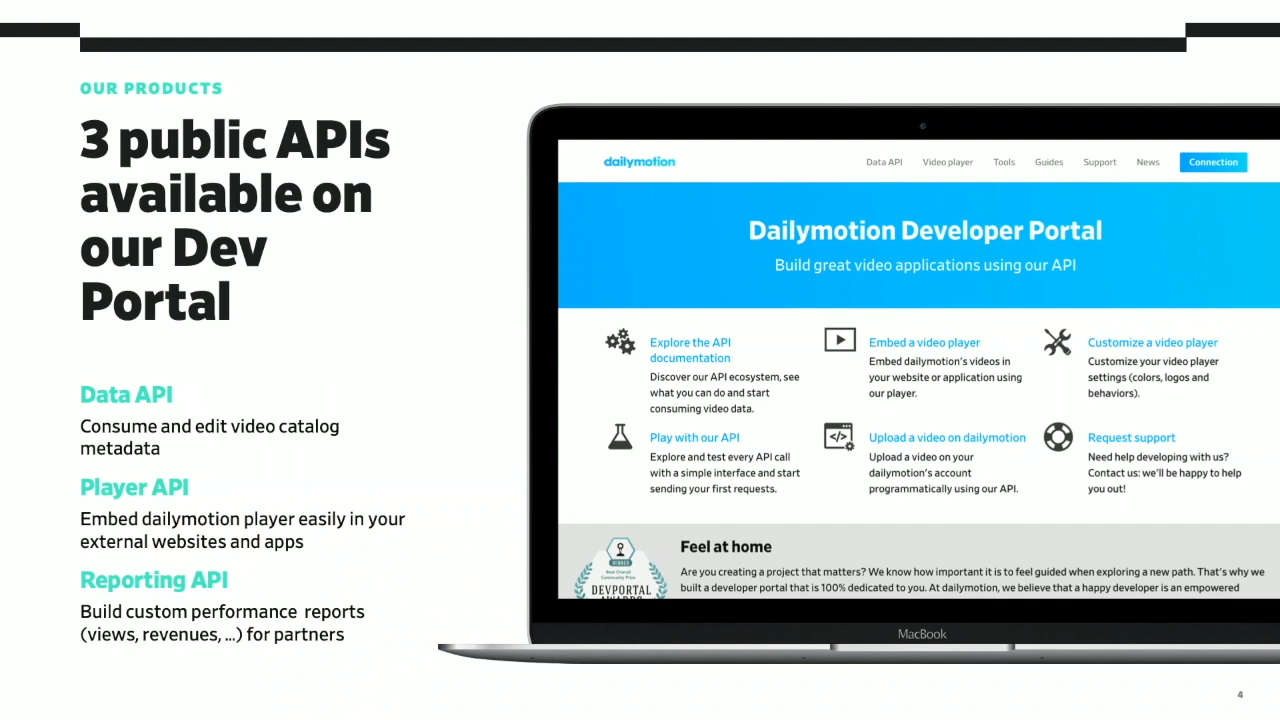 OUR PRODUCTS
3 public APIs
available on
our Dev
Portal
Data API
Consume and edit video catalog
metadata
Player API
Embed dailymotion player easily in your
external websites and apps
Reporting API
Build custom performance reports
(views, revenues, ...) for partners
dailymotion
Data API
Video player
Tools
Guides
Support
News
Connection
Dailymotion Developer Portal
Build great video applications using our API
Explore the API
documentation
Discover our API ecosystem, see
what you can do and start
consuming video data.
Embed a video player
Embed dailymotion's videos in
your website or application using
our player.
Customize a video player
Customize your video player
settings (colors, logos and
behaviors).
Play with our API
Explore and test every API call
with a simple interface and start
sending your first requests.
</>
Upload a video on dailymotion
Upload a video on your
dailymotion's account
programmatically using our API.
Request support
Need help developing with us?
Contact us: we'll be happy to help
you out!
WINNER
Best Overall
Community Prize
DEVPORTAL
AWARDS
Feel at home
Are you creating a project that matters? We know how important it is to feel guided when exploring a new path. That's why we
built a developer portal that is 100% dedicated to you. At dailymotion, we believe that a happy developer is an empowered
MacBook
4